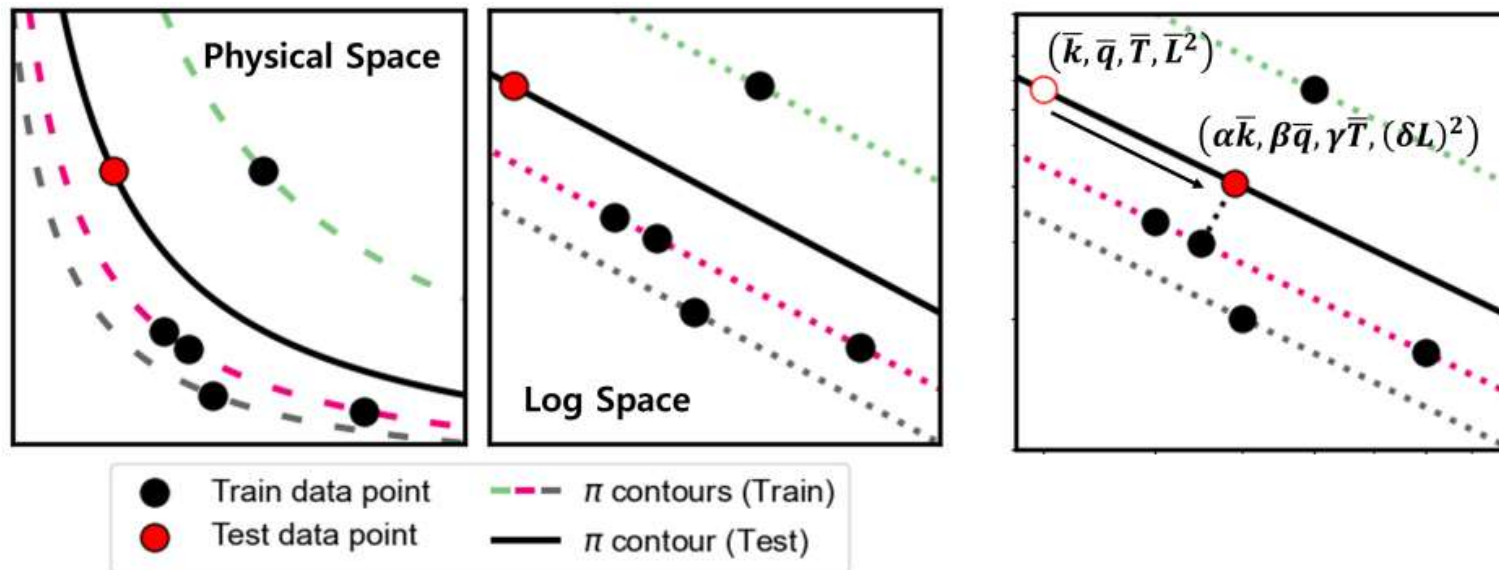 Physical Space
Log Space
(k̅, q̅, T̅, L̅²)
(αk̅, βq̅, γT̅, (δL)²)
Train data point
π contours (Train)
Test data point
π contour (Test)